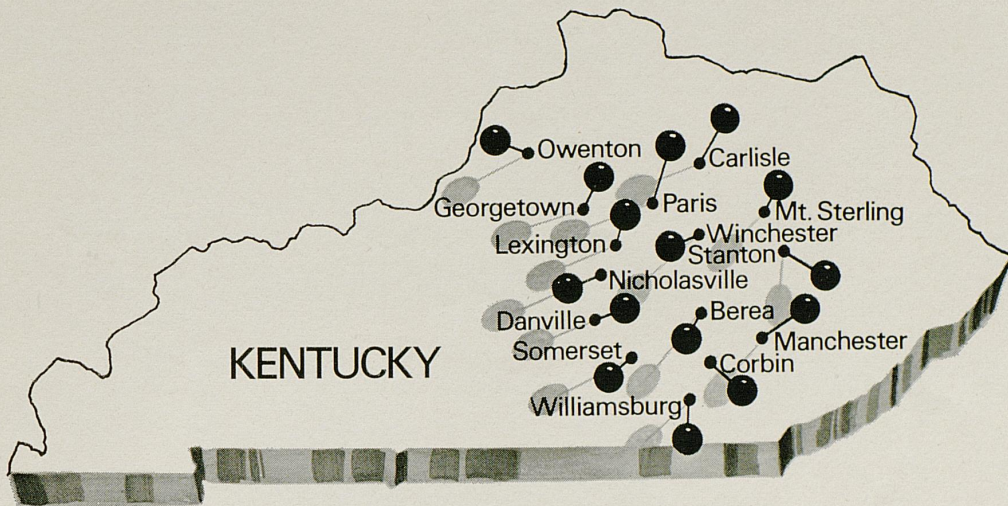 Owenton
Carlisle
Georgetown
Paris
Mt. Sterling
Lexington
Winchester
Stanton
Nicholasville
Danville
Berea
Manchester
Somerset
KENTUCKY
Corbin
Williamsburg